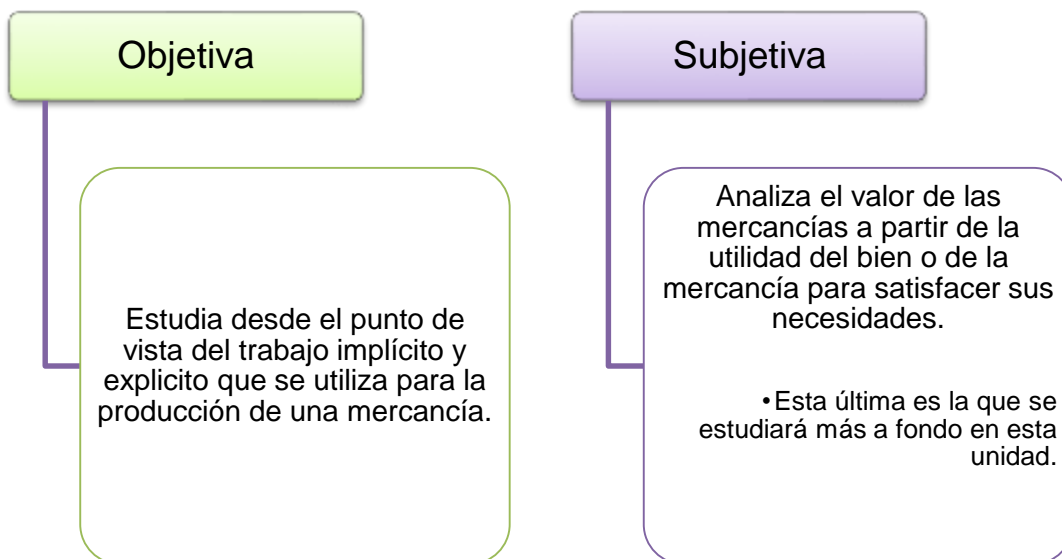 Objetiva
Estudia desde el punto de
vista del trabajo implícito y
explicito que se utiliza para la
producción de una mercancía.
Subjetiva
Analiza el valor de las
mercancías a partir de la
utilidad del bien o de la
mercancía para satisfacer sus
necesidades.
•Esta última es la que se
estudiará más a fondo en esta
unidad.